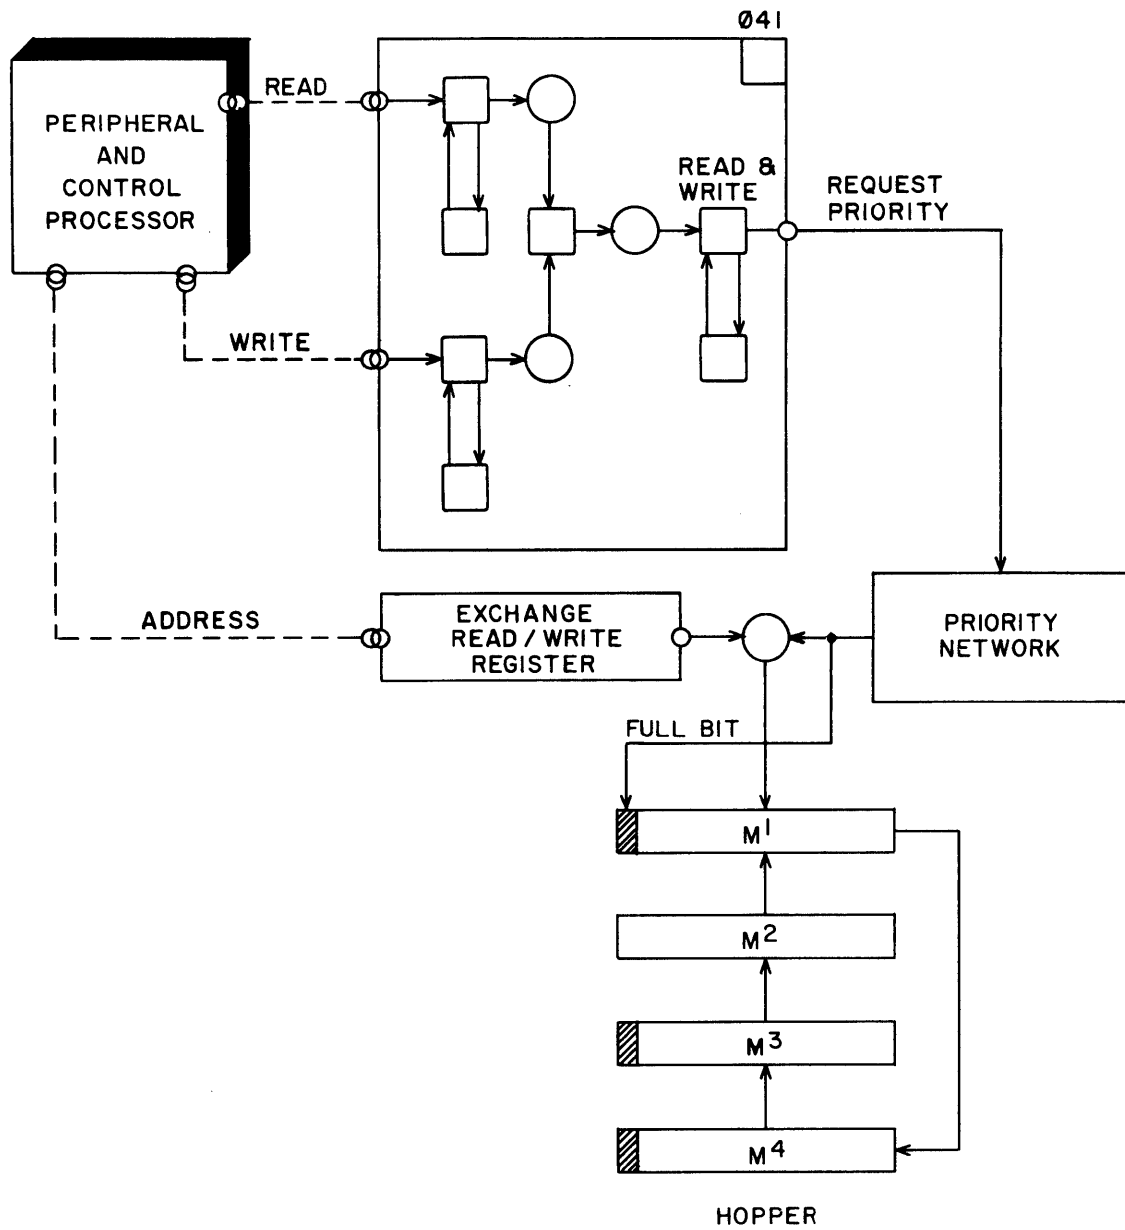 Ø41
READ
PERIPHERAL
AND
CONTROL
PROCESSOR
READ &
WRITE
REQUEST
PRIORITY
WRITE
ADDRESS
EXCHANGE
READ / WRITE
REGISTER
PRIORITY
NETWORK
FULL BIT
M1
M2
M3
M4
HOPPER